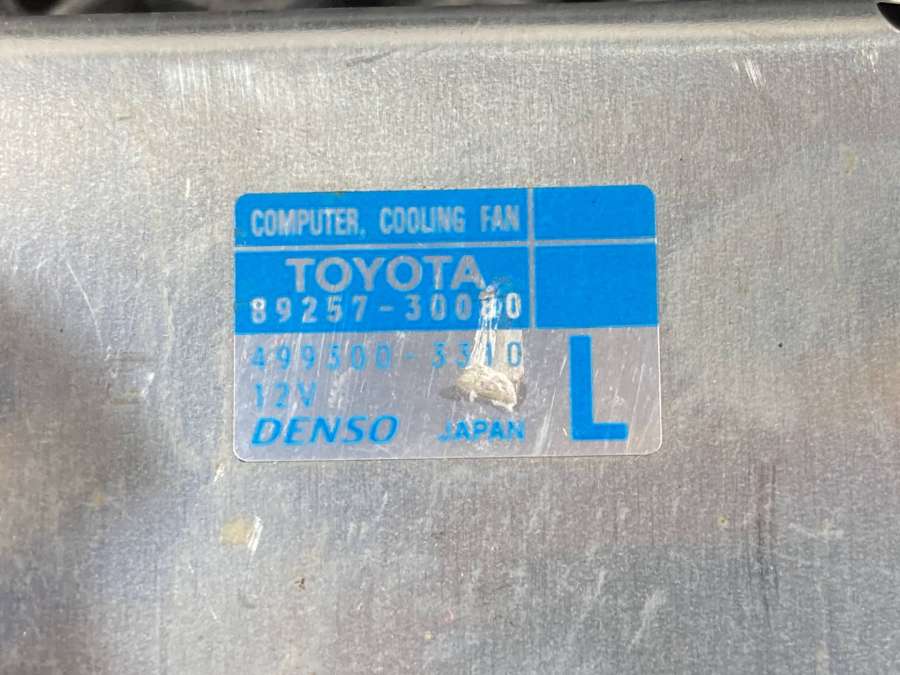 COMPUTER, COOLING FAN
TOYOTA
89257-30080
499300-3310
12V
L
DENSO JAPAN